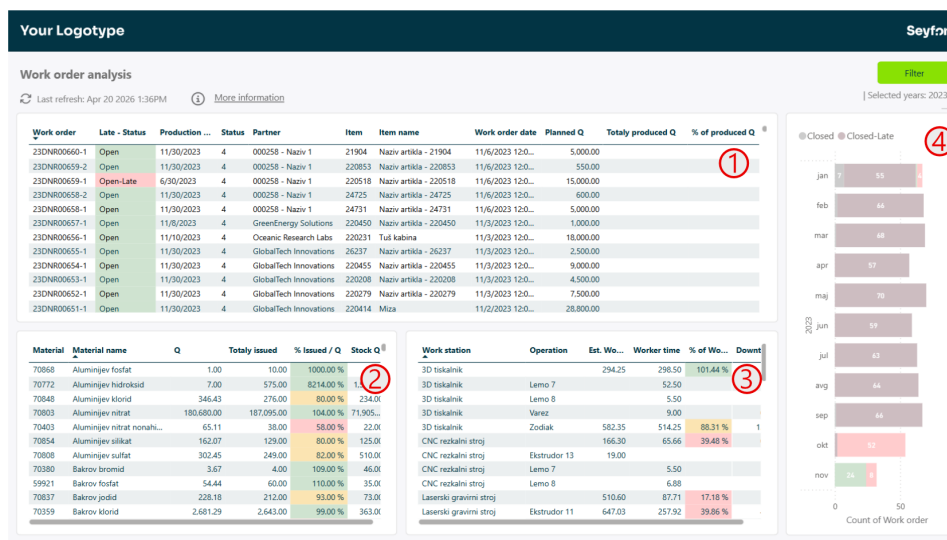 Your Logotype
Seyfor
Work order analysis
Filter
Last refresh: Apr 20 2026 1:36PM More information
| Selected years: 2023
Work order Late - Status Production ... Status Partner Item Item name Work order date Planned Q Totaly produced Q % of produced Q
23DNR00660-1 Open 11/30/2023 4 000258 - Naziv 1 21904 Naziv artikla - 21904 11/6/2023 12:0... 5,000.00
23DNR00659-2 Open 11/30/2023 4 000258 - Naziv 1 220853 Naziv artikla - 220853 11/6/2023 12:0... 550.00
23DNR00659-1 Open-Late 6/30/2023 4 000258 - Naziv 1 220518 Naziv artikla - 220518 11/6/2023 12:0... 15,000.00
23DNR00658-2 Open 11/30/2023 4 000258 - Naziv 1 24725 Naziv artikla - 24725 11/6/2023 12:0... 600.00
23DNR00658-1 Open 11/30/2023 4 000258 - Naziv 1 24731 Naziv artikla - 24731 11/6/2023 12:0... 5,000.00
23DNR00657-1 Open 11/8/2023 4 GreenEnergy Solutions 220450 Naziv artikla - 220450 11/3/2023 12:0... 1,000.00
23DNR00656-1 Open 11/10/2023 4 Oceanic Research Labs 220231 Tuš kabina 11/3/2023 12:0... 18,000.00
23DNR00655-1 Open 11/30/2023 4 GlobalTech Innovations 26237 Naziv artikla - 26237 11/3/2023 12:0... 2,500.00
23DNR00654-1 Open 11/30/2023 4 GlobalTech Innovations 220455 Naziv artikla - 220455 11/3/2023 12:0... 9,000.00
23DNR00653-1 Open 11/30/2023 4 GlobalTech Innovations 220208 Naziv artikla - 220208 11/3/2023 12:0... 4,500.00
23DNR00652-1 Open 11/30/2023 4 GlobalTech Innovations 220279 Naziv artikla - 220279 11/3/2023 12:0... 7,500.00
23DNR00651-1 Open 11/30/2023 4 GlobalTech Innovations 220414 Miza 11/2/2023 12:0... 28,800.00
1
Material Material name Q Totaly issued % Issued / Q Stock Q
70868 Aluminijev fosfat 1.00 10.00 1000.00 %
70772 Aluminijev hidroksid 7.00 575.00 8214.00 %
70848 Aluminijev klorid 346.43 276.00 80.00 % 234.00
70803 Aluminijev nitrat 180,680.00 187,095.00 104.00 % 71,905...
70403 Aluminijev nitrat nonahi... 65.11 38.00 58.00 % 22.00
70854 Aluminijev silikat 162.07 129.00 80.00 % 125.00
70808 Aluminijev sulfat 302.45 249.00 82.00 % 510.00
70380 Bakrov bromid 3.67 4.00 109.00 % 46.00
59921 Bakrov fosfat 54.44 60.00 110.00 % 35.00
70837 Bakrov jodid 228.18 212.00 93.00 % 73.00
70359 Bakrov klorid 2,681.29 2,643.00 99.00 % 363.00
2
Work station Operation Est. Wo... Worker time % of Wo... Downt
3D tiskalnik 294.25 298.50 101.44 %
3D tiskalnik Lemo 7 52.50
3D tiskalnik Lemo 8 5.50
3D tiskalnik Varez 9.00
3D tiskalnik Zodiak 582.35 514.25 88.31 % 1
CNC rezkalni stroj 166.30 65.66 39.48 %
CNC rezkalni stroj Ekstrudor 13 19.00
CNC rezkalni stroj Lemo 7 5.50
CNC rezkalni stroj Lemo 8 6.88
Laserski gravirni stroj 510.60 87.71 17.18 %
Laserski gravirni stroj Ekstrudor 11 647.03 257.92 39.86 %
3
Closed Closed-Late
4
jan 7 55
feb 66
mar 68
apr 57
maj 70
2023
jun 59
jul 63
avg 64
sep 66
okt 52
nov 26 8
0 50
Count of Work order